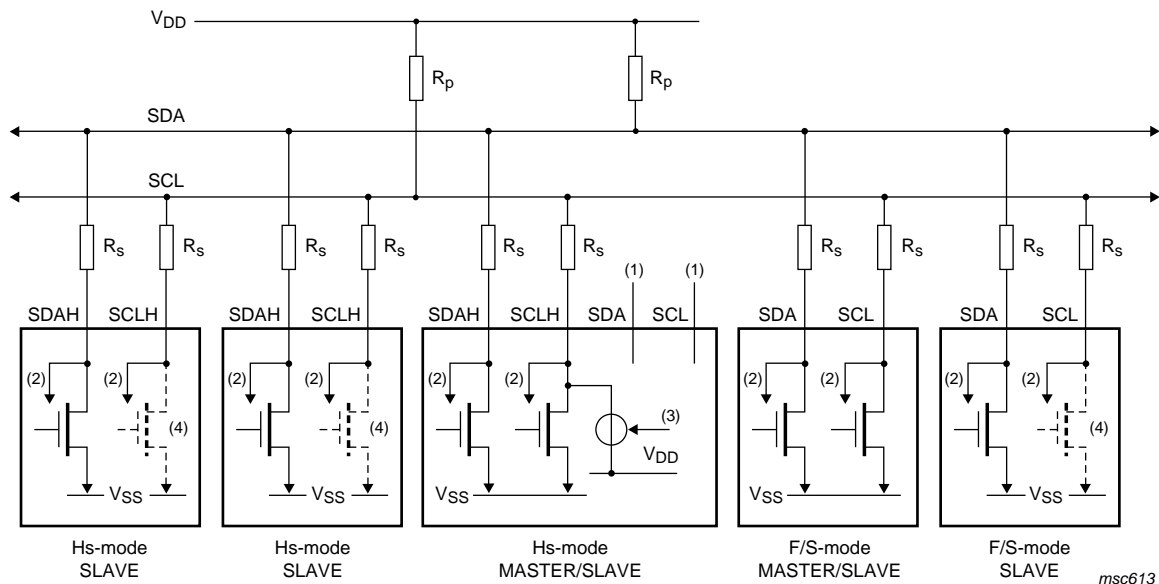 VDD
Rp Rp
SDA
SCL
Rs Rs Rs Rs Rs Rs Rs Rs Rs Rs
(1) (1)
SDAH SCLH SDAH SCLH SDAH SCLH SDA SCL SDA SCL SDA SCL
(2) (2) (2) (2) (2) (2) (2) (2) (2) (2)
(4) (4) (3) (4)
VDD
VSS VSS VSS VSS VSS
Hs-mode Hs-mode Hs-mode F/S-mode F/S-mode
SLAVE SLAVE MASTER/SLAVE MASTER/SLAVE SLAVE
msc613